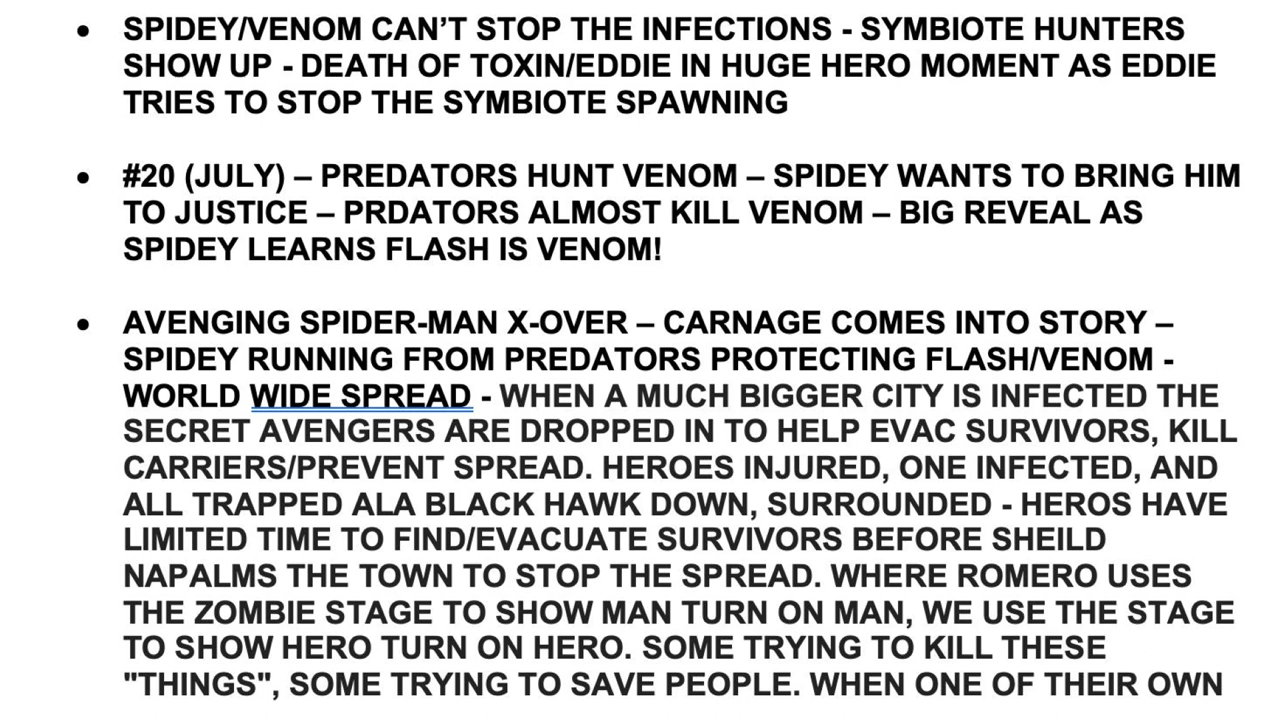 • SPIDEY/VENOM CAN’T STOP THE INFECTIONS - SYMBIOTE HUNTERS
SHOW UP - DEATH OF TOXIN/EDDIE IN HUGE HERO MOMENT AS EDDIE
TRIES TO STOP THE SYMBIOTE SPAWNING
• #20 (JULY) – PREDATORS HUNT VENOM – SPIDEY WANTS TO BRING HIM
TO JUSTICE – PRDATORS ALMOST KILL VENOM – BIG REVEAL AS
SPIDEY LEARNS FLASH IS VENOM!
• AVENGING SPIDER-MAN X-OVER – CARNAGE COMES INTO STORY –
SPIDEY RUNNING FROM PREDATORS PROTECTING FLASH/VENOM -
WORLD WIDE SPREAD - WHEN A MUCH BIGGER CITY IS INFECTED THE
SECRET AVENGERS ARE DROPPED IN TO HELP EVAC SURVIVORS, KILL
CARRIERS/PREVENT SPREAD. HEROES INJURED, ONE INFECTED, AND
ALL TRAPPED ALA BLACK HAWK DOWN, SURROUNDED - HEROS HAVE
LIMITED TIME TO FIND/EVACUATE SURVIVORS BEFORE SHEILD
NAPALMS THE TOWN TO STOP THE SPREAD. WHERE ROMERO USES
THE ZOMBIE STAGE TO SHOW MAN TURN ON MAN, WE USE THE STAGE
TO SHOW HERO TURN ON HERO. SOME TRYING TO KILL THESE
"THINGS", SOME TRYING TO SAVE PEOPLE. WHEN ONE OF THEIR OWN